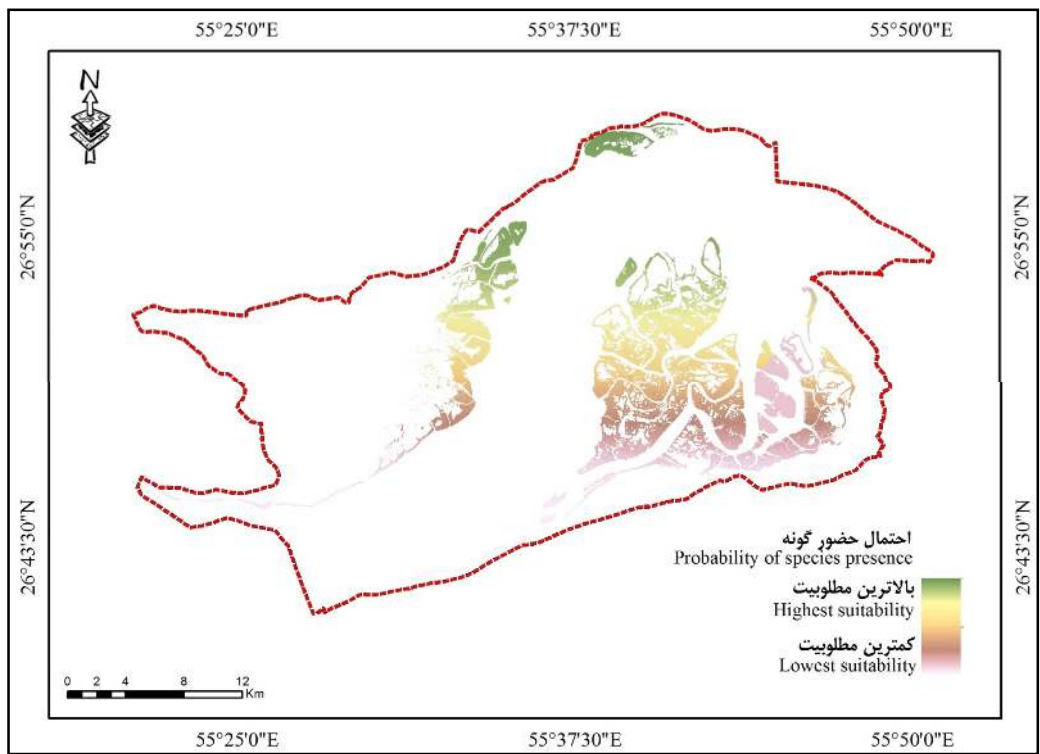 55°25'0"E 55°37'30"E 55°50'0"E
N
26°55'0"N 26°55'0"N
26°43'30"N 26°43'30"N
احتمال حضور گونه
Probability of species presence
بالاترین مطلوبیت
Highest suitability
کمترین مطلوبیت
Lowest suitability
0 2 4 8 12
Km
55°25'0"E 55°37'30"E 55°50'0"E